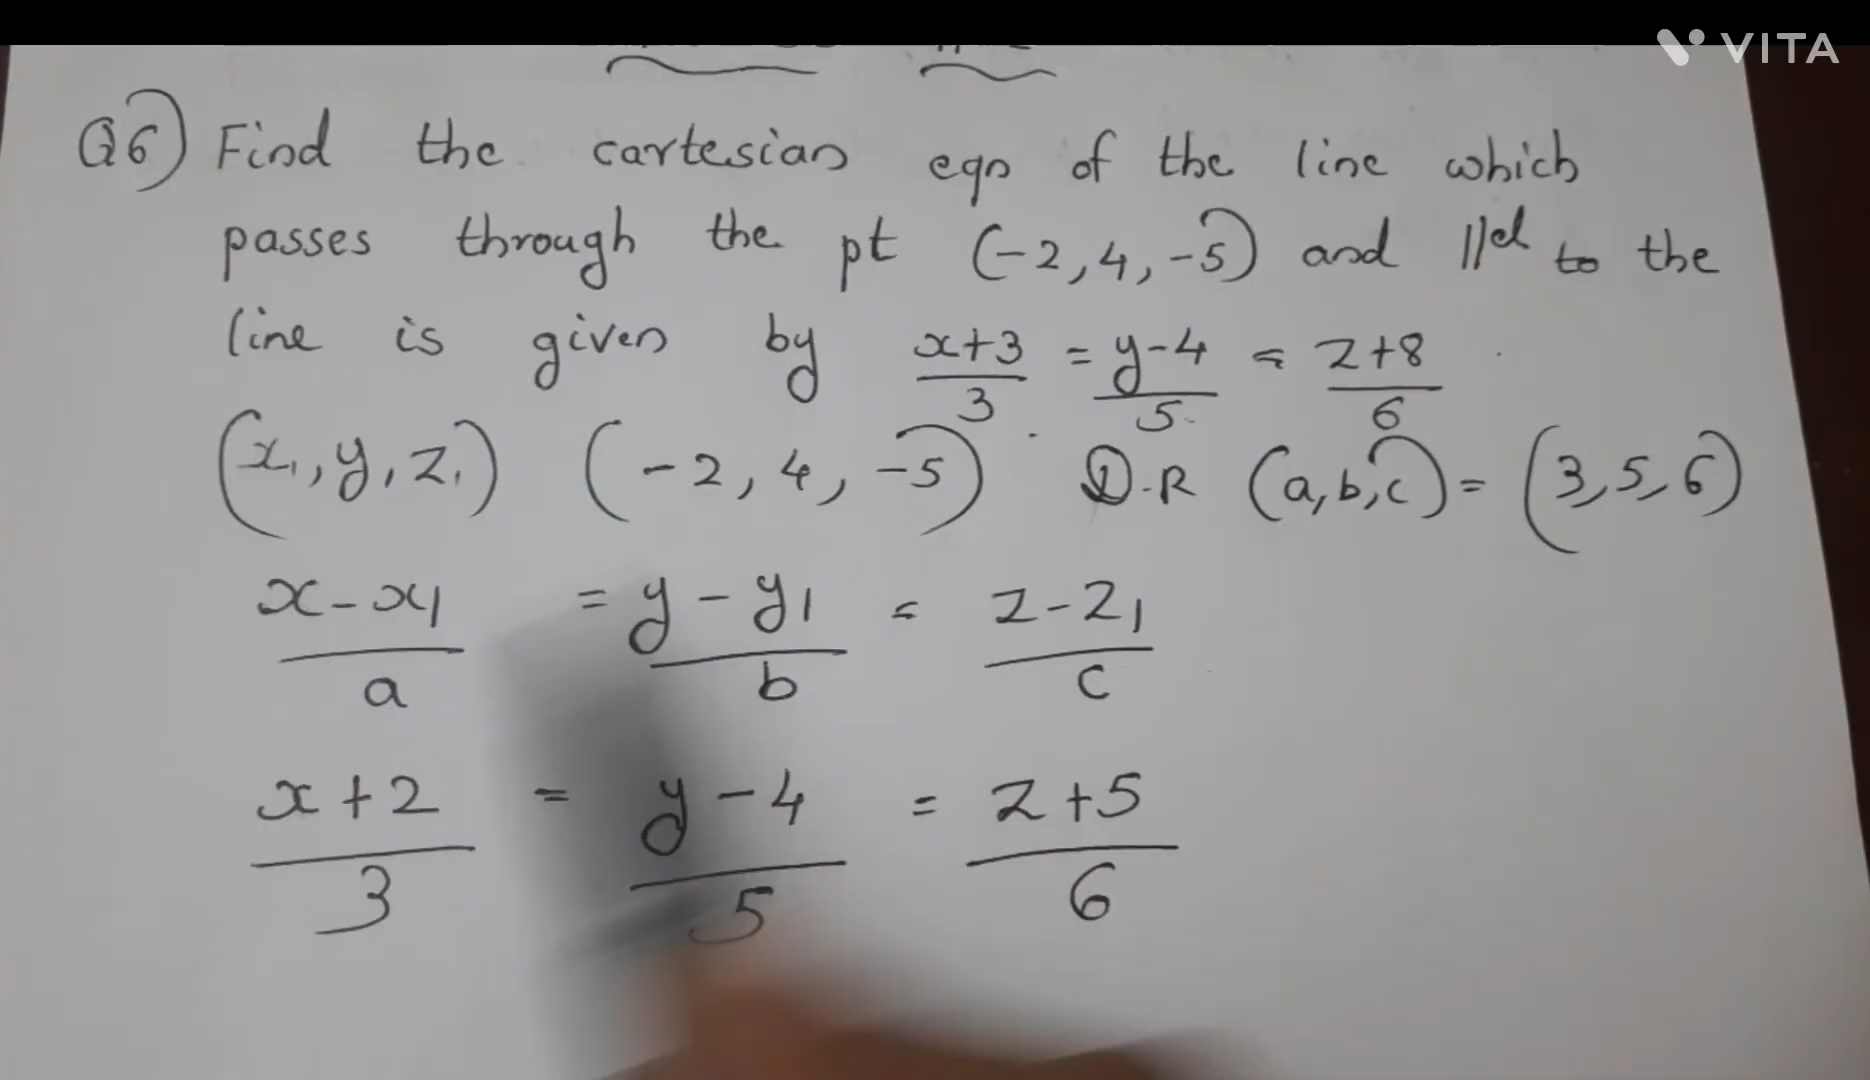 VITA
Q6) Find the cartesian eqn of the line which
passes through the pt (-2, 4, -5) and ||el to the
line is given by x+3/3 = y-4/5 = z+8/6
(x1, y, z1) (-2, 4, -5) D.R (a,b,c) = (3,5,6)
x-x1/a = y-y1/b = z-z1/c
x+2/3 = y-4/5 = z+5/6